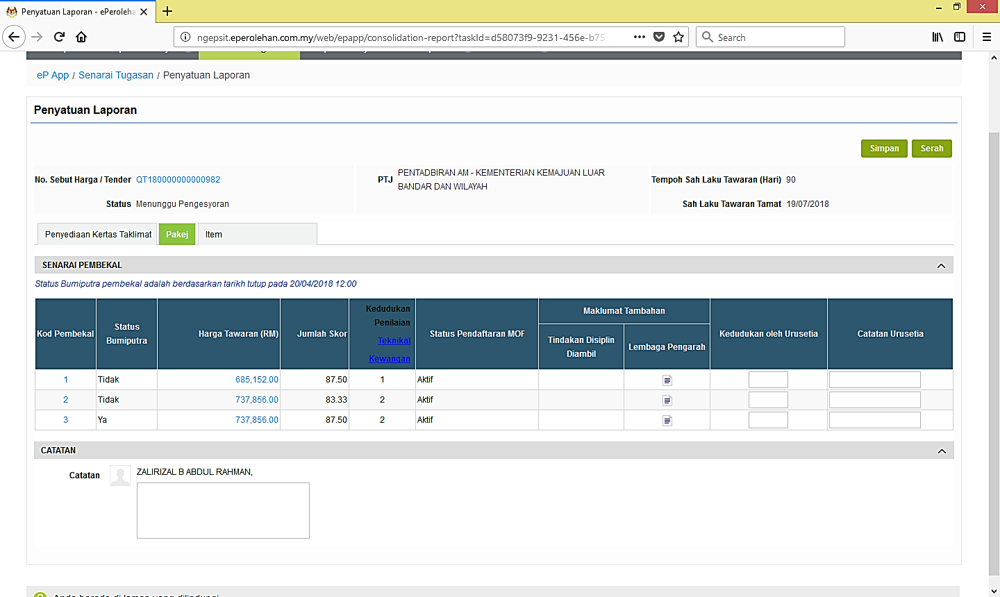 Penyatuan Laporan - ePeroleha
ngepsit.eperolehan.com.my/web/epapp/consolidation-report?taskId=d58073f9-9231-456e-b75
Search
eP App / Senarai Tugasan / Penyatuan Laporan
Penyatuan Laporan
Simpan Serah
No. Sebut Harga / Tender QT180000000000982
PTJ PENTADBIRAN AM - KEMENTERIAN KEMAJUAN LUAR
BANDAR DAN WILAYAH
Tempoh Sah Laku Tawaran (Hari) 90
Status Menunggu Pengesyoran
Sah Laku Tawaran Tamat 19/07/2018
Penyediaan Kertas Taklimat Pakej Item
SENARAI PEMBEKAL
Status Bumiputra pembekal adalah berdasarkan tarikh tutup pada 20/04/2018 12:00
Kod Pembekal
Status
Bumiputra
Harga Tawaran (RM)
Jumlah Skor
Kedudukan
Penilaian
Teknikal
Kewangan
Status Pendaftaran MOF
Maklumat Tambahan
Tindakan Disiplin
Diambil
Lembaga Pengarah
Kedudukan oleh Urusetia
Catatan Urusetia
1 Tidak 685,152.00 87.50 1 Aktif
2 Tidak 737,856.00 83.33 2 Aktif
3 Ya 737,856.00 87.50 2 Aktif
CATATAN
Catatan ZALIRIZAL B ABDUL RAHMAN,